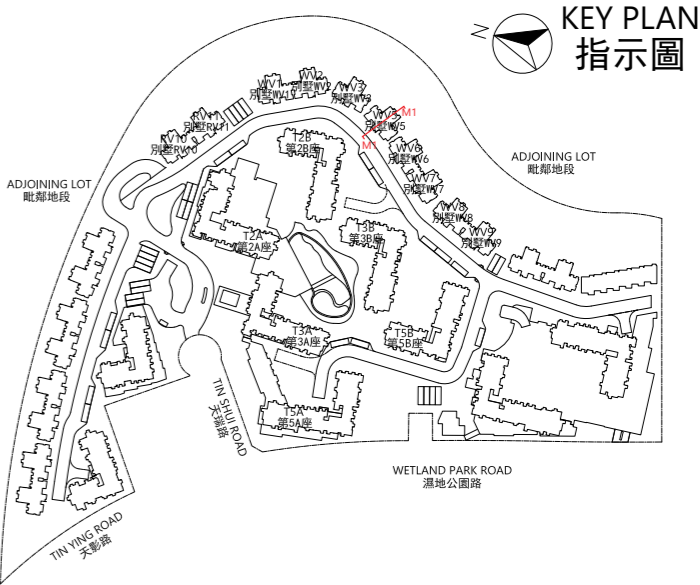 KEY PLAN
指示圖
N
WV2
別墅WV2
WV1
別墅WV1
WV3
別墅WV3
WV5
別墅WV5
M1
M1
RV11
別墅RV11
RV10
別墅RV10
T2B
第2B座
WV6
別墅WV6
WV7
別墅WV7
WV8
別墅WV8
WV9
別墅WV9
ADJOINING LOT
毗鄰地段
ADJOINING LOT
毗鄰地段
T2A
第2A座
T3B
第3B座
T3A
第3A座
T5B
第5B座
T5A
第5A座
TIN SHUI ROAD
天瑞路
WETLAND PARK ROAD
濕地公園路
TIN YING ROAD
天影路